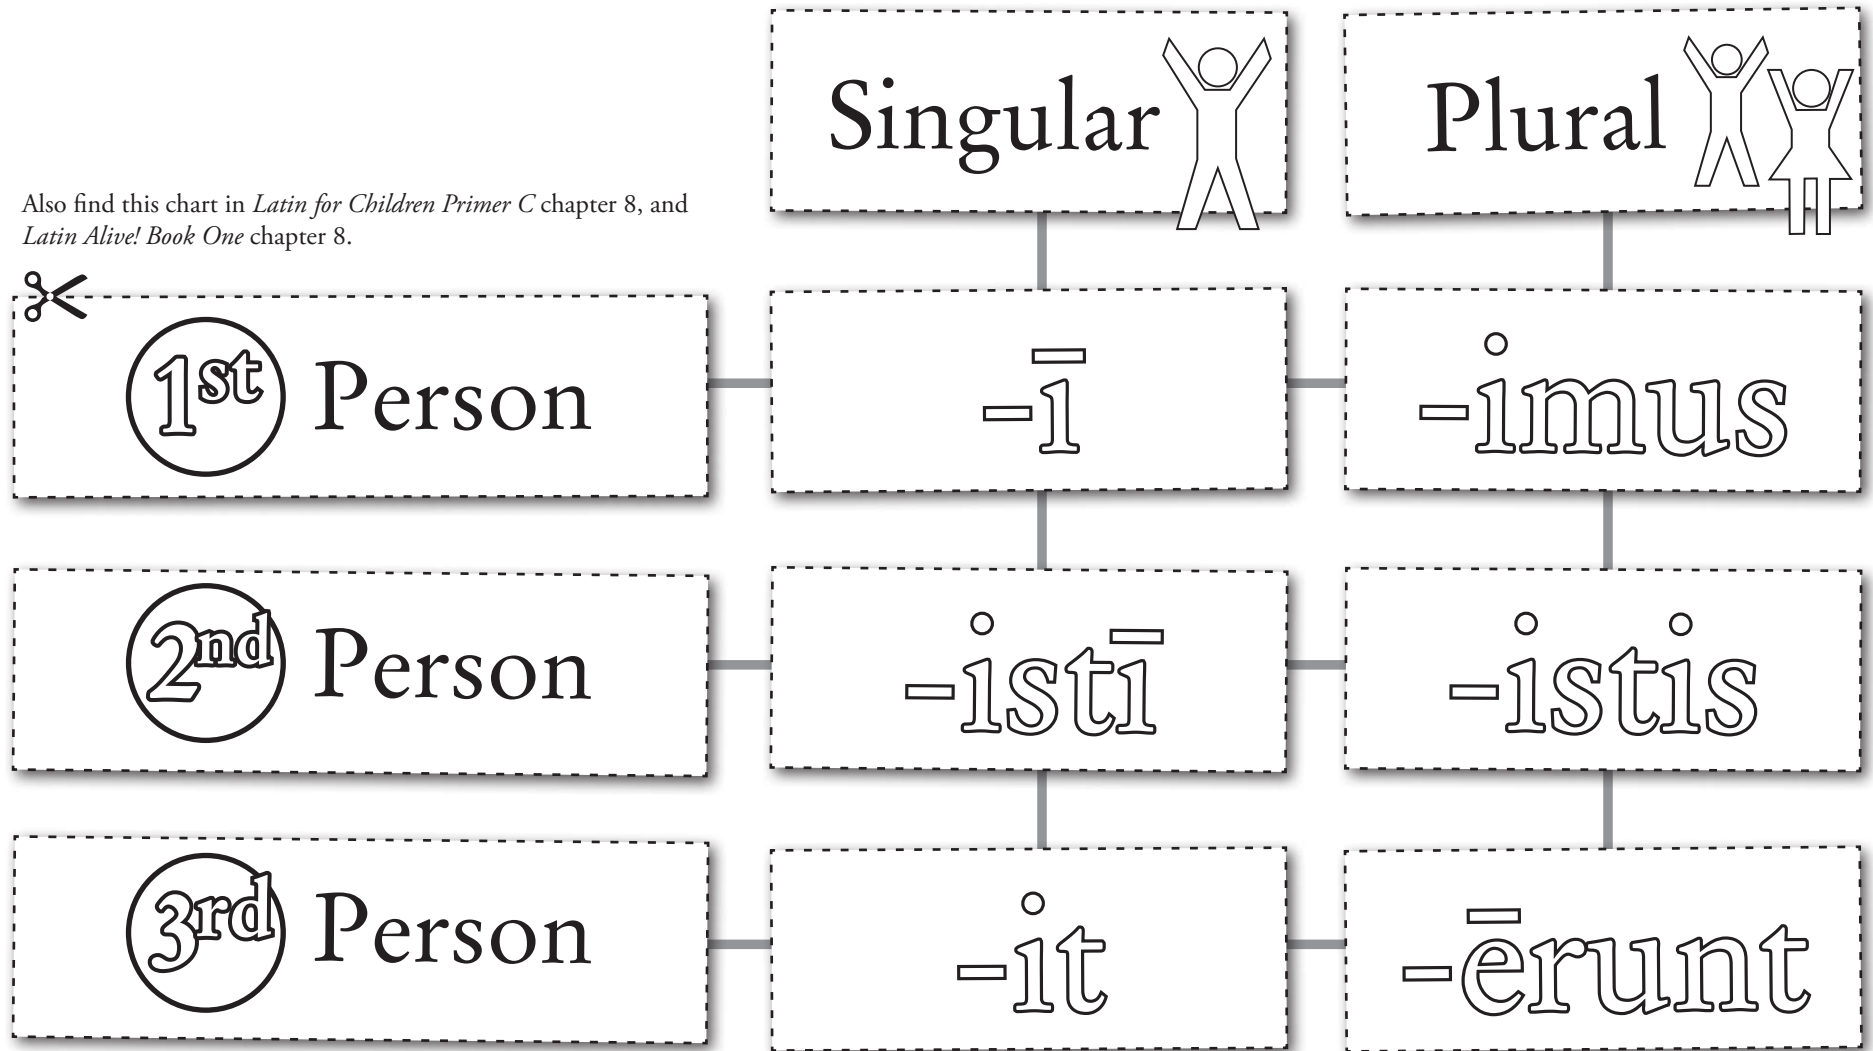 Singular Plural
Also find this chart in Latin for Children Primer C chapter 8, and
Latin Alive! Book One chapter 8.
1st Person -ī -imus
2nd Person -istī -istis
3rd Person -it -ērunt